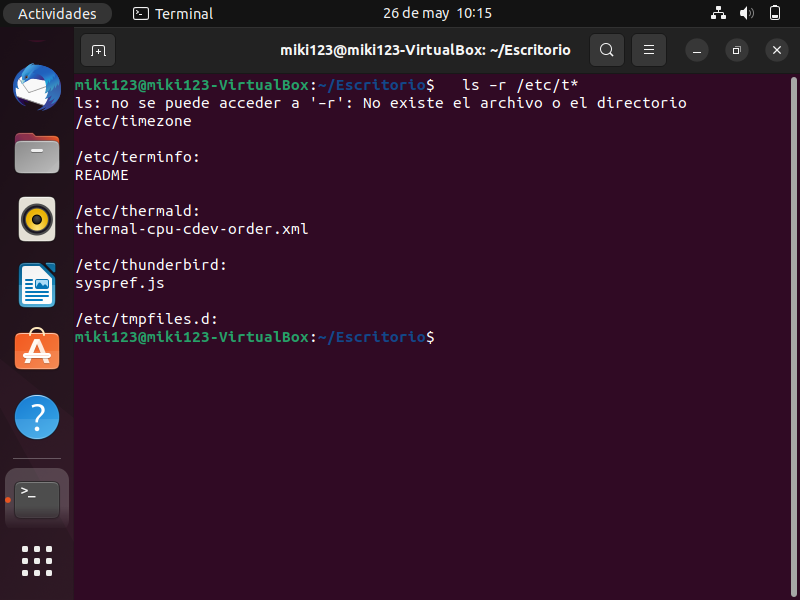 Actividades
Terminal
26 de may 10:15
miki123@miki123-VirtualBox: ~/Escritorio
miki123@miki123-VirtualBox:~/Escritorio$   ls –r /etc/t*
ls: no se puede acceder a '–r': No existe el archivo o el directorio
/etc/timezone
/etc/terminfo:
README
/etc/thermald:
thermal-cpu-cdev-order.xml
/etc/thunderbird:
syspref.js
/etc/tmpfiles.d:
miki123@miki123-VirtualBox:~/Escritorio$